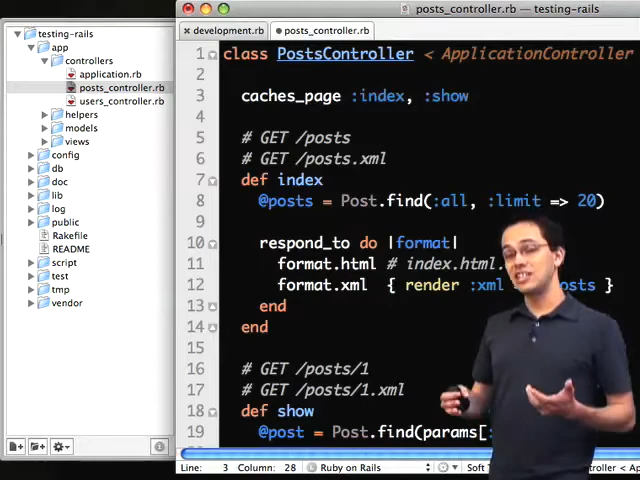 posts_controller.rb — testing-rails
testing-rails
app
controllers
application.rb
posts_controller.rb
users_controller.rb
helpers
models
views
config
db
doc
lib
log
public
Rakefile
README
script
test
tmp
vendor
development.rb
posts_controller.rb
1 class PostsController < ApplicationController
2
3 caches_page :index, :show
4
5 # GET /posts
6 # GET /posts.xml
7 def index
8 @posts = Post.find(:all, :limit => 20)
9
10 respond_to do |format|
11 format.html # index.html.
12 format.xml { render :xml posts }
13 end
14 end
15
16 # GET /posts/1
17 # GET /posts/1.xml
18 def show
19 @post = Post.find(params[:
Line: 3 Column: 28 Ruby on Rails Soft < ApplicationCo